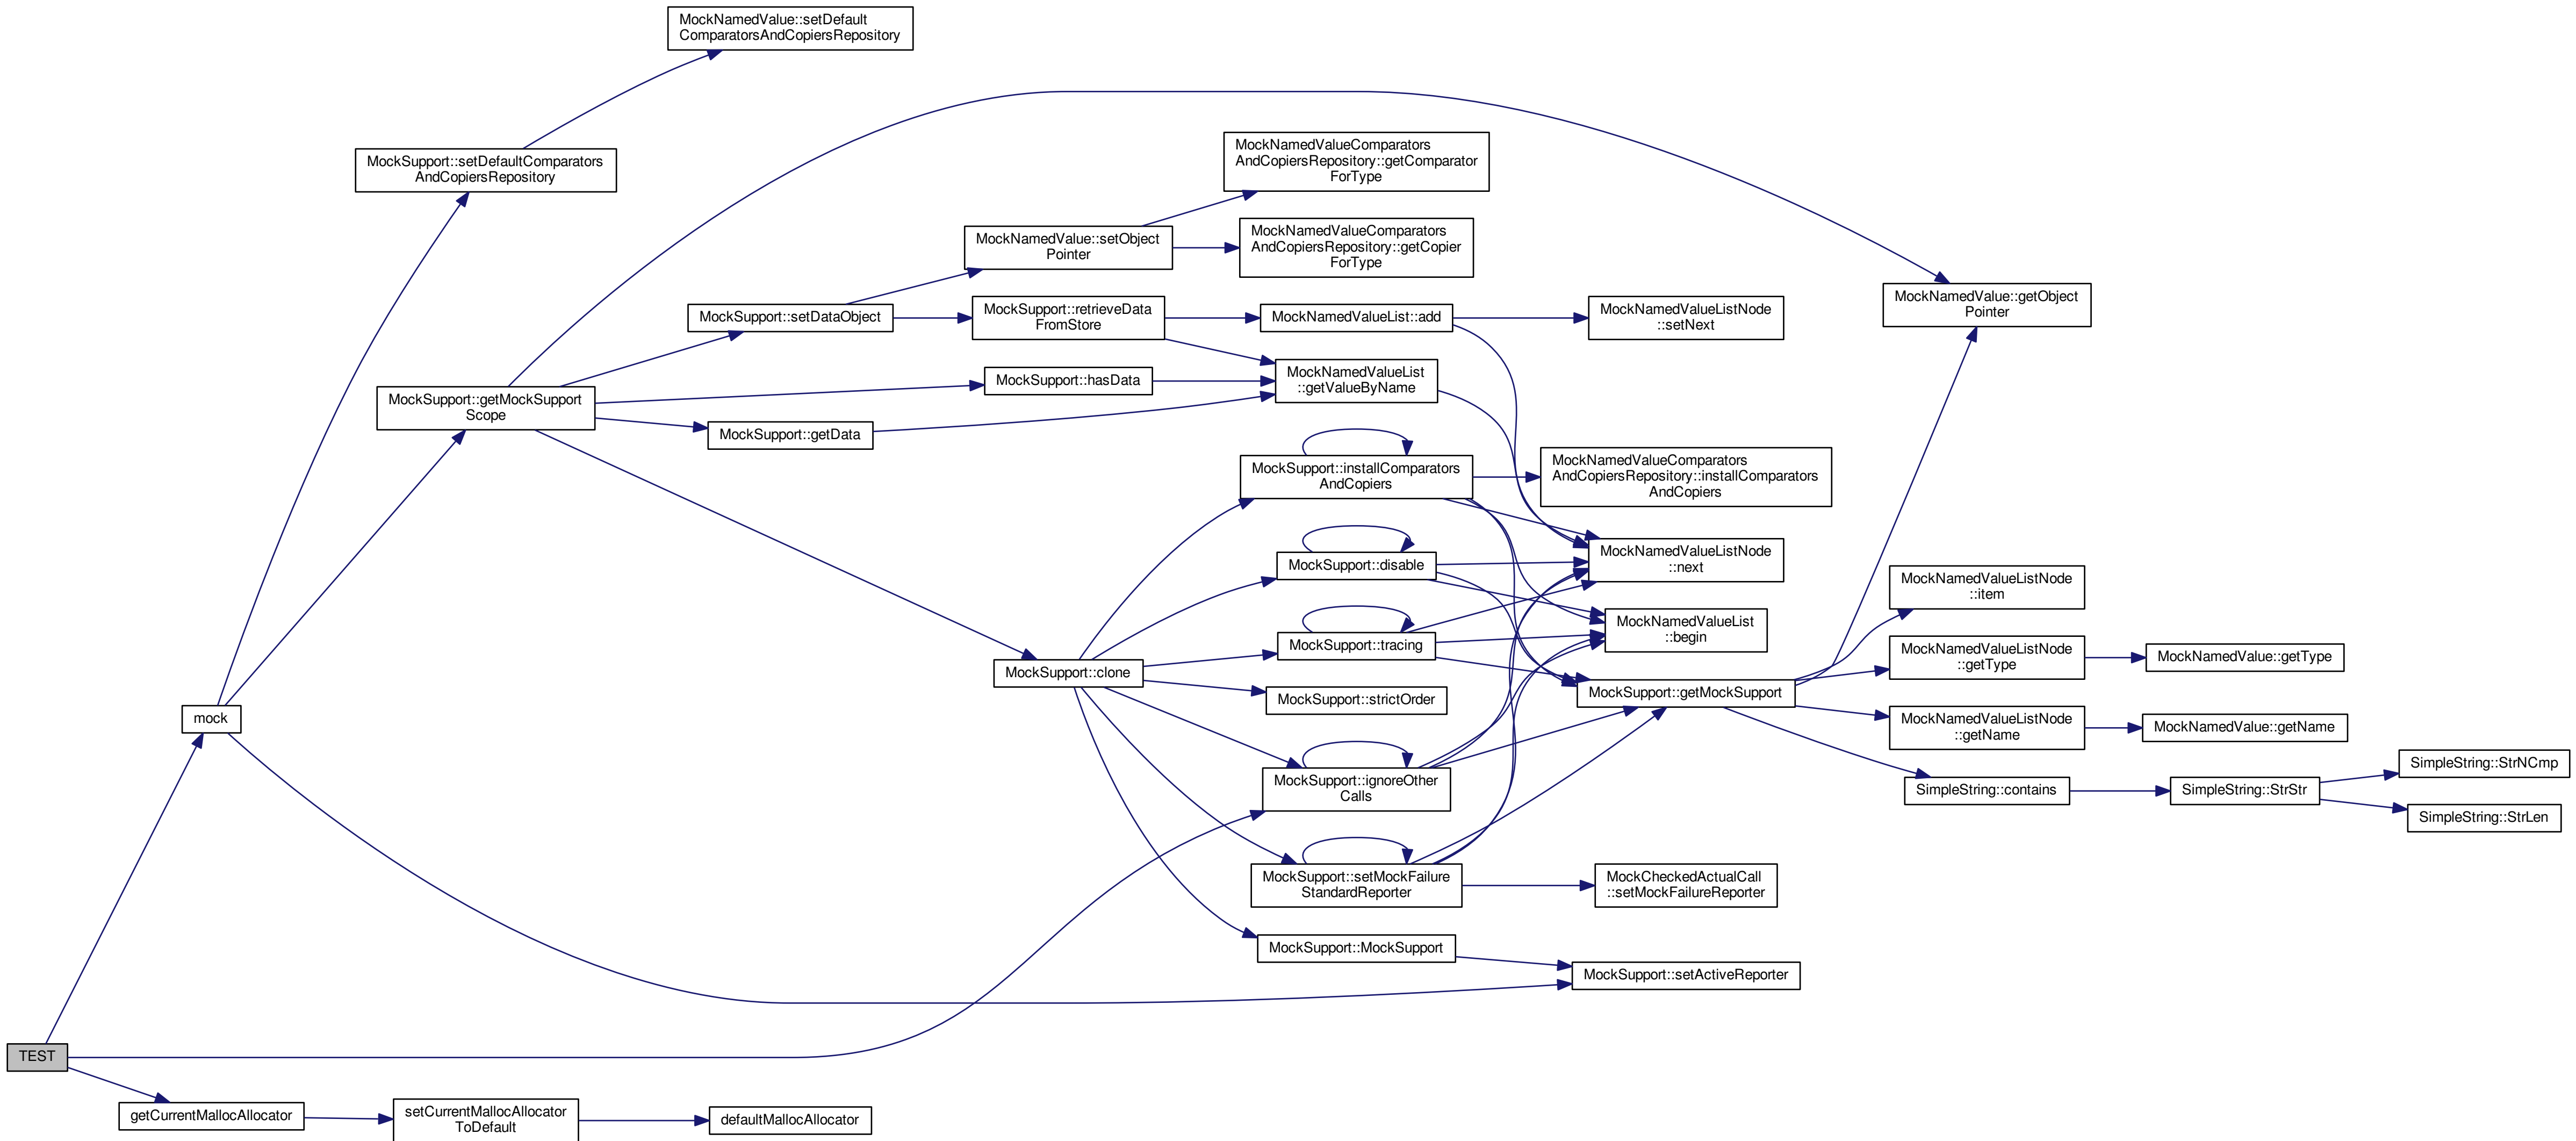 MockNamedValue::setDefault
ComparatorsAndCopiersRepository
MockSupport::setDefaultComparators
AndCopiersRepository
MockNamedValueComparators
AndCopiersRepository::getComparator
ForType
MockNamedValue::setObject
Pointer
MockNamedValueComparators
AndCopiersRepository::getCopier
ForType
MockNamedValue::getObject
Pointer
MockSupport::setDataObject
MockSupport::retrieveData
FromStore
MockNamedValueList::add
MockNamedValueListNode
::setNext
MockSupport::getMockSupport
Scope
MockSupport::hasData
MockNamedValueList
::getValueByName
MockSupport::getData
MockSupport::installComparators
AndCopiers
MockNamedValueComparators
AndCopiersRepository::installComparators
AndCopiers
MockSupport::disable
MockNamedValueListNode
::next
MockNamedValueListNode
::item
MockSupport::tracing
MockNamedValueList
::begin
MockNamedValueListNode
::getType
MockNamedValue::getType
MockSupport::clone
MockSupport::strictOrder
MockSupport::getMockSupport
mock
MockNamedValueListNode
::getName
MockNamedValue::getName
MockSupport::ignoreOther
Calls
SimpleString::contains
SimpleString::StrStr
SimpleString::StrNCmp
SimpleString::StrLen
MockSupport::setMockFailure
StandardReporter
MockCheckedActualCall
::setMockFailureReporter
MockSupport::MockSupport
MockSupport::setActiveReporter
TEST
getCurrentMallocAllocator
setCurrentMallocAllocator
ToDefault
defaultMallocAllocator